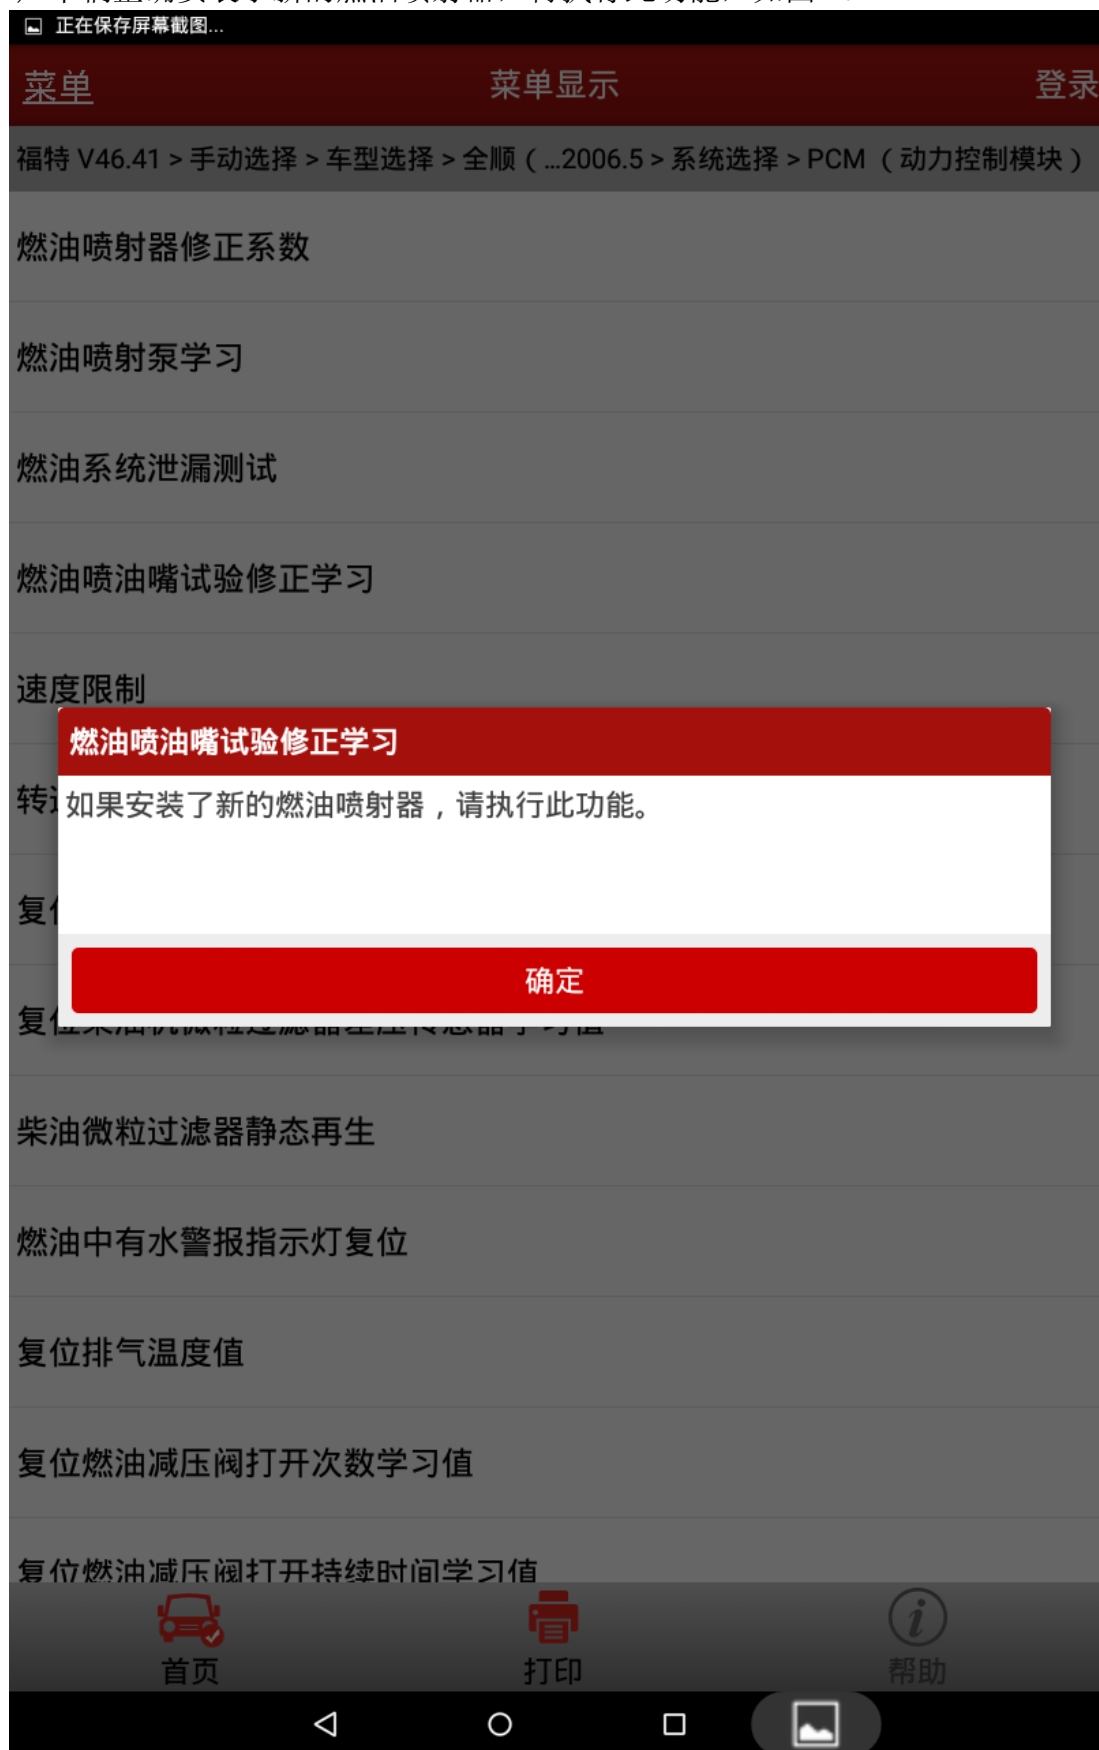 正在保存屏幕截图...
菜单 菜单显示 登录
福特 V46.41 > 手动选择 > 车型选择 > 全顺 ( ...2006.5 > 系统选择 > PCM （动力控制模块）
燃油喷射器修正系数
燃油喷射泵学习
燃油系统泄漏测试
燃油喷油嘴试验修正学习
速度限制
燃油喷油嘴试验修正学习
如果安装了新的燃油喷射器，请执行此功能。
确定
柴油微粒过滤器静态再生
燃油中有水警报指示灯复位
复位排气温度值
复位燃油减压阀打开次数学习值
复位燃油减压阀打开持续时间学习值
首页 打印 帮助